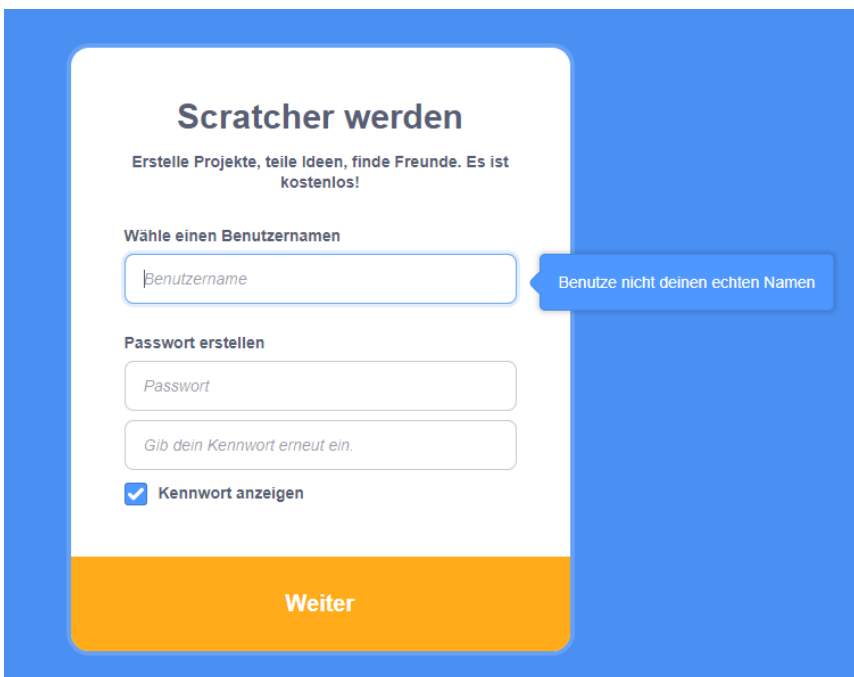 Scratcher werden
Erstelle Projekte, teile Ideen, finde Freunde. Es ist
kostenlos!
Wähle einen Benutzernamen
Benutzername
Benutze nicht deinen echten Namen
Passwort erstellen
Passwort
Gib dein Kennwort erneut ein.
Kennwort anzeigen
Weiter